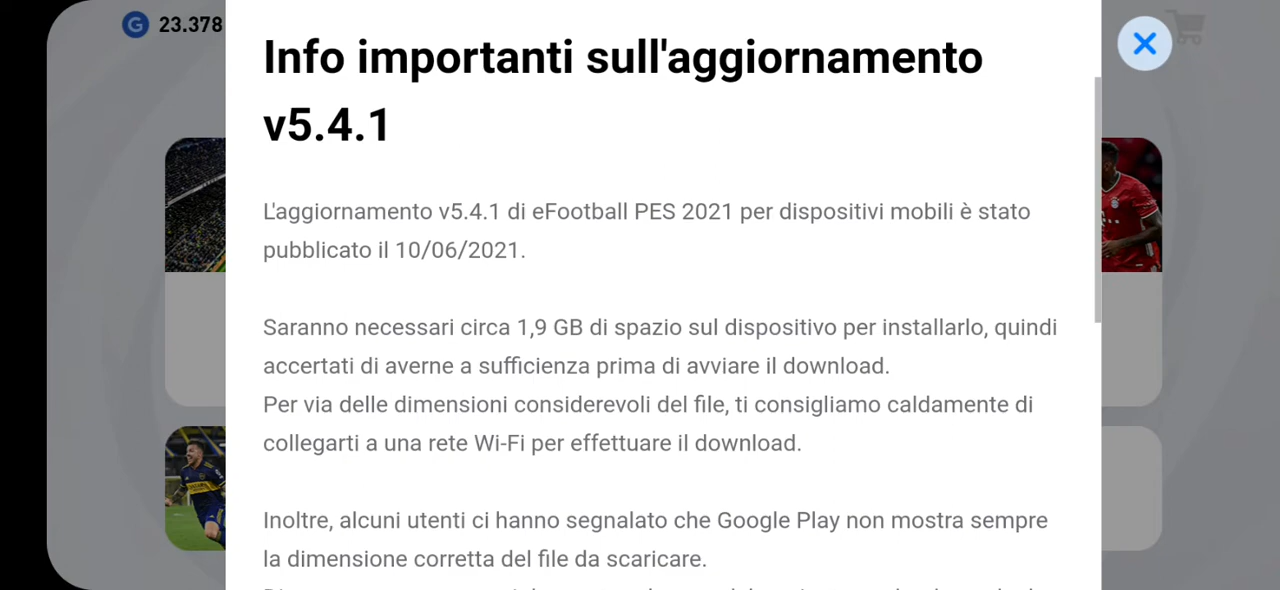 G 23.378
Info importanti sull'aggiornamento
v5.4.1
L'aggiornamento v5.4.1 di eFootball PES 2021 per dispositivi mobili è stato
pubblicato il 10/06/2021.
Saranno necessari circa 1,9 GB di spazio sul dispositivo per installarlo, quindi
accertati di averne a sufficienza prima di avviare il download.
Per via delle dimensioni considerevoli del file, ti consigliamo caldamente di
collegarti a una rete Wi-Fi per effettuare il download.
Inoltre, alcuni utenti ci hanno segnalato che Google Play non mostra sempre
la dimensione corretta del file da scaricare.